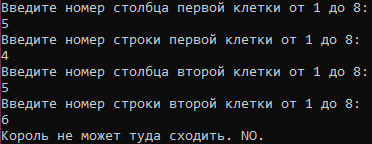 Введите номер столбца первой клетки от 1 до 8:
5
Введите номер строки первой клетки от 1 до 8:
4
Введите номер столбца второй клетки от 1 до 8:
5
Введите номер строки второй клетки от 1 до 8:
6
Король не может туда сходить. NO.